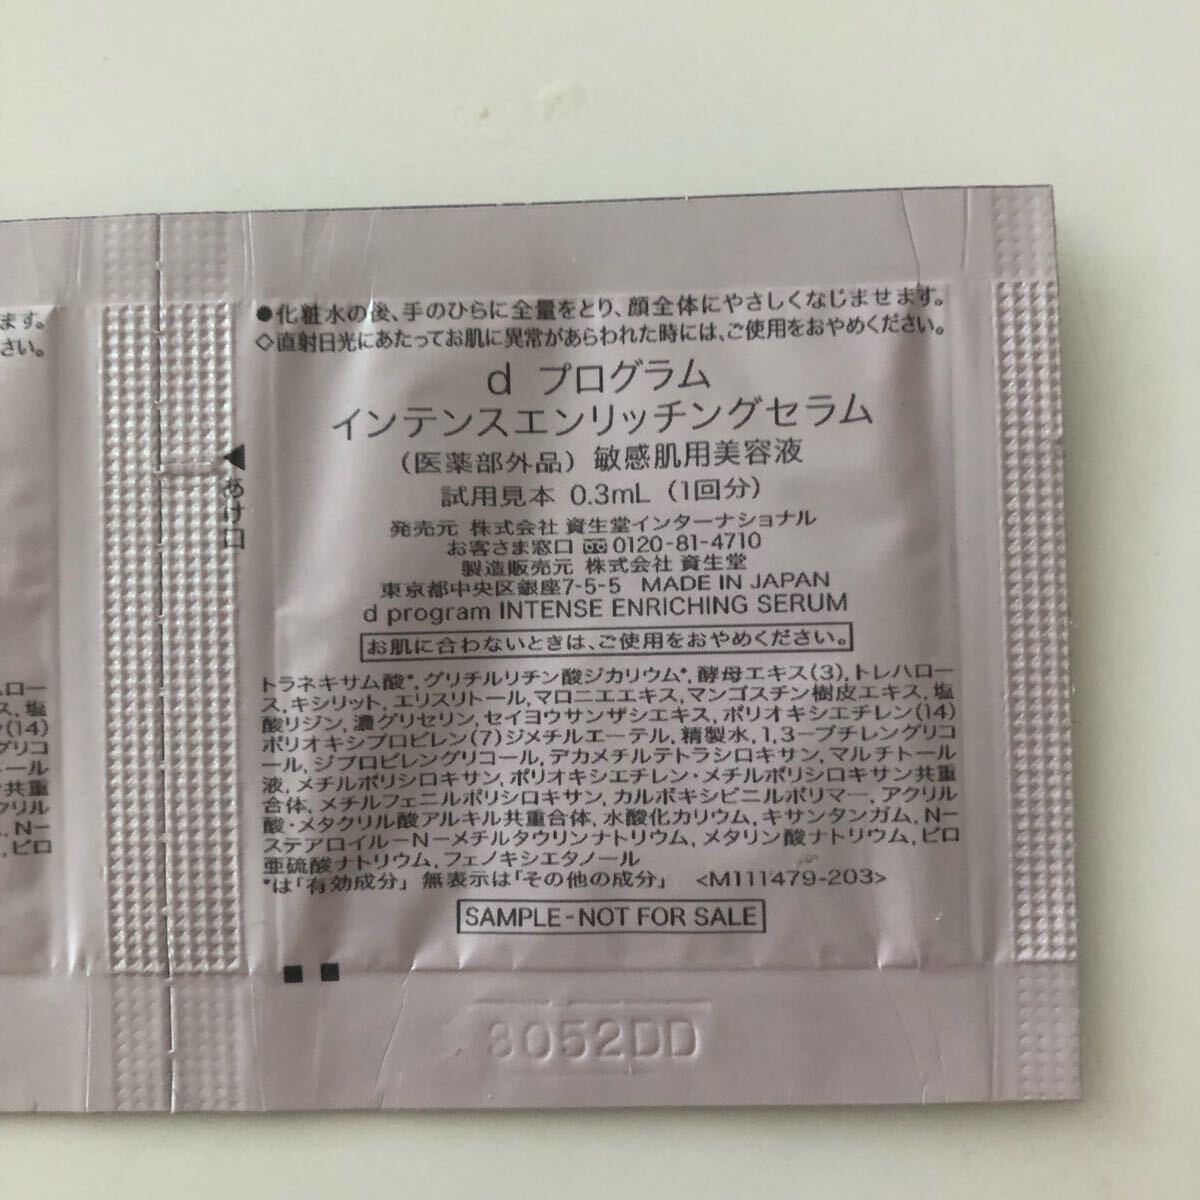 ●化粧水の後、手のひらに全量をとり、顔全体にやさしくなじませます。
◇直射日光にあたってお肌に異常があらわれた時には、ご使用をおやめください。
d プログラム
インテンスエンリッチングセラム
（医薬部外品）敏感肌用美容液
試用見本 0.3mL（1回分）
発売元 株式会社 資生堂インターナショナル
お客さま窓口 0120-81-4710
製造販売元 株式会社 資生堂
東京都中央区銀座7-5-5 MADE IN JAPAN
d program INTENSE ENRICHING SERUM
お肌に合わないときは、ご使用をおやめください。
トラネキサム酸*, グリチルリチン酸ジカリウム*, 酵母エキス(3), トレハロー
ス, キシリット, エリスリトール, マロニエエキス, マンゴスチン樹皮エキス, 塩
酸リジン, 濃グリセリン, セイヨウサンザシエキス, ポリオキシエチレン(14)
ポリオキシプロピレン(7)ジメチルエーテル, 精製水, 1,3-ブチレングリコ
ール, ジプロピレングリコール, デカメチルテトラシロキサン, マルチトール
液, メチルポリシロキサン, ポリオキシエチレン・メチルポリシロキサン共重
合体, メチルフェニルポリシロキサン, カルボキシビニルポリマー, アクリル
酸・メタクリル酸アルキル共重合体, 水酸化カリウム, キサンタンガム, N-
ステアロイル-N-メチルタウリンナトリウム, メタリン酸ナトリウム, ピロ
亜硫酸ナトリウム, フェノキシエタノール
*は「有効成分」 無表示は「その他の成分」 <M111479-203>
SAMPLE-NOT FOR SALE
3052DD
◀あけ口
ます。
さい。
ロー
ス, 塩
(14)
グリコ
ール
共重
クリル
, N-
, ピロ